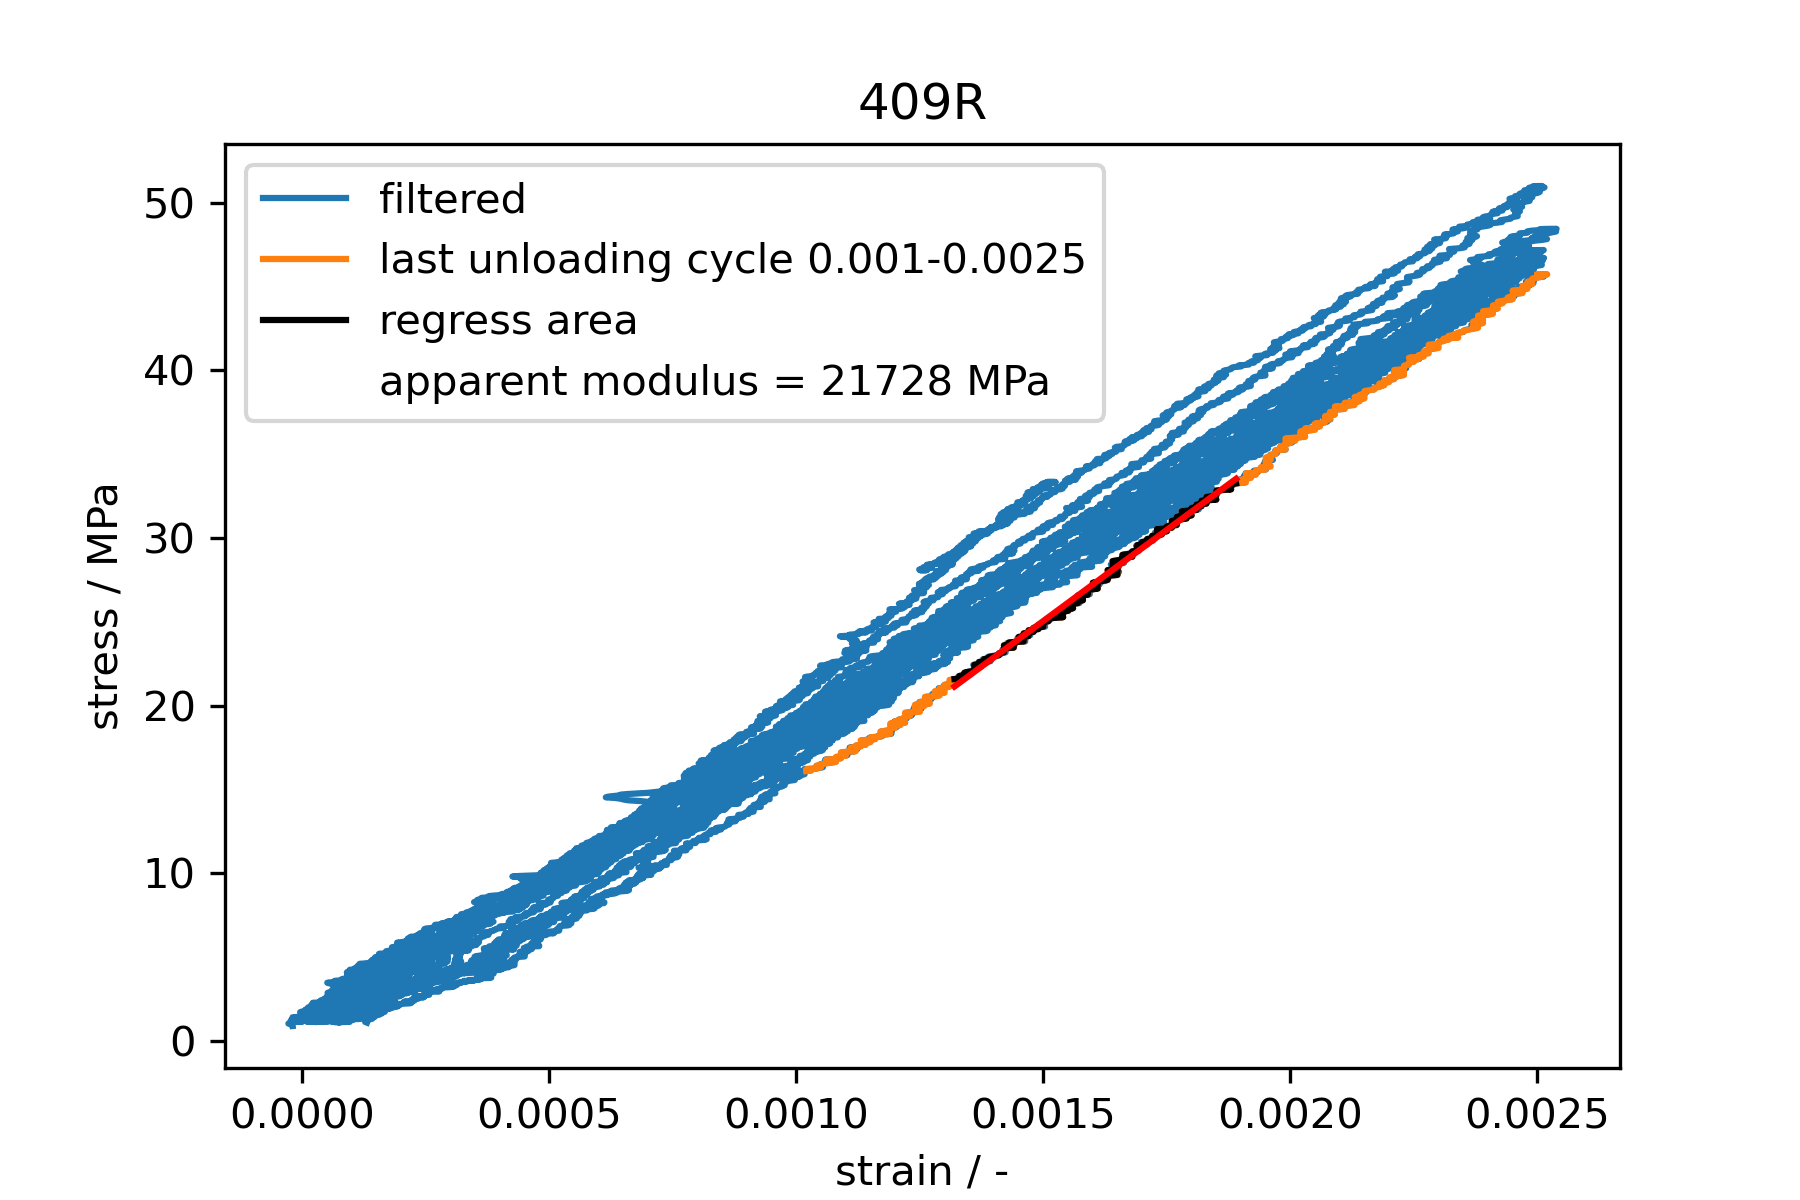 409R
filtered
last unloading cycle 0.001-0.0025
regress area
apparent modulus = 21728 MPa
stress / MPa
50
40
30
20
10
0
0.0000 0.0005 0.0010 0.0015 0.0020 0.0025
strain / -